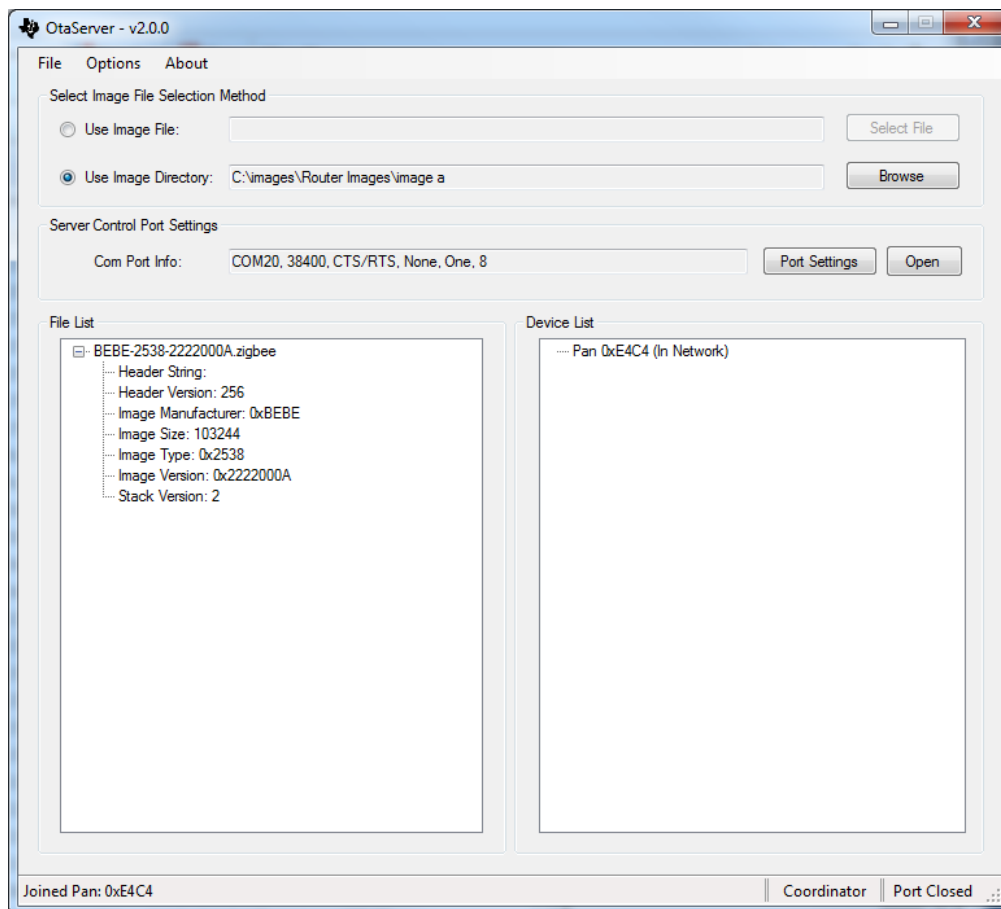 OtaServer - v2.0.0
File Options About
Select Image File Selection Method
Use Image File: Select File
Use Image Directory: C:\images\Router Images\image a Browse
Server Control Port Settings
Com Port Info: COM20, 38400, CTS/RTS, None, One, 8 Port Settings Open
File List
BEBE-2538-2222000A.zigbee
Header String:
Header Version: 256
Image Manufacturer: 0xBEBE
Image Size: 103244
Image Type: 0x2538
Image Version: 0x2222000A
Stack Version: 2
Device List
Pan 0xE4C4 (In Network)
Joined Pan: 0xE4C4 Coordinator Port Closed